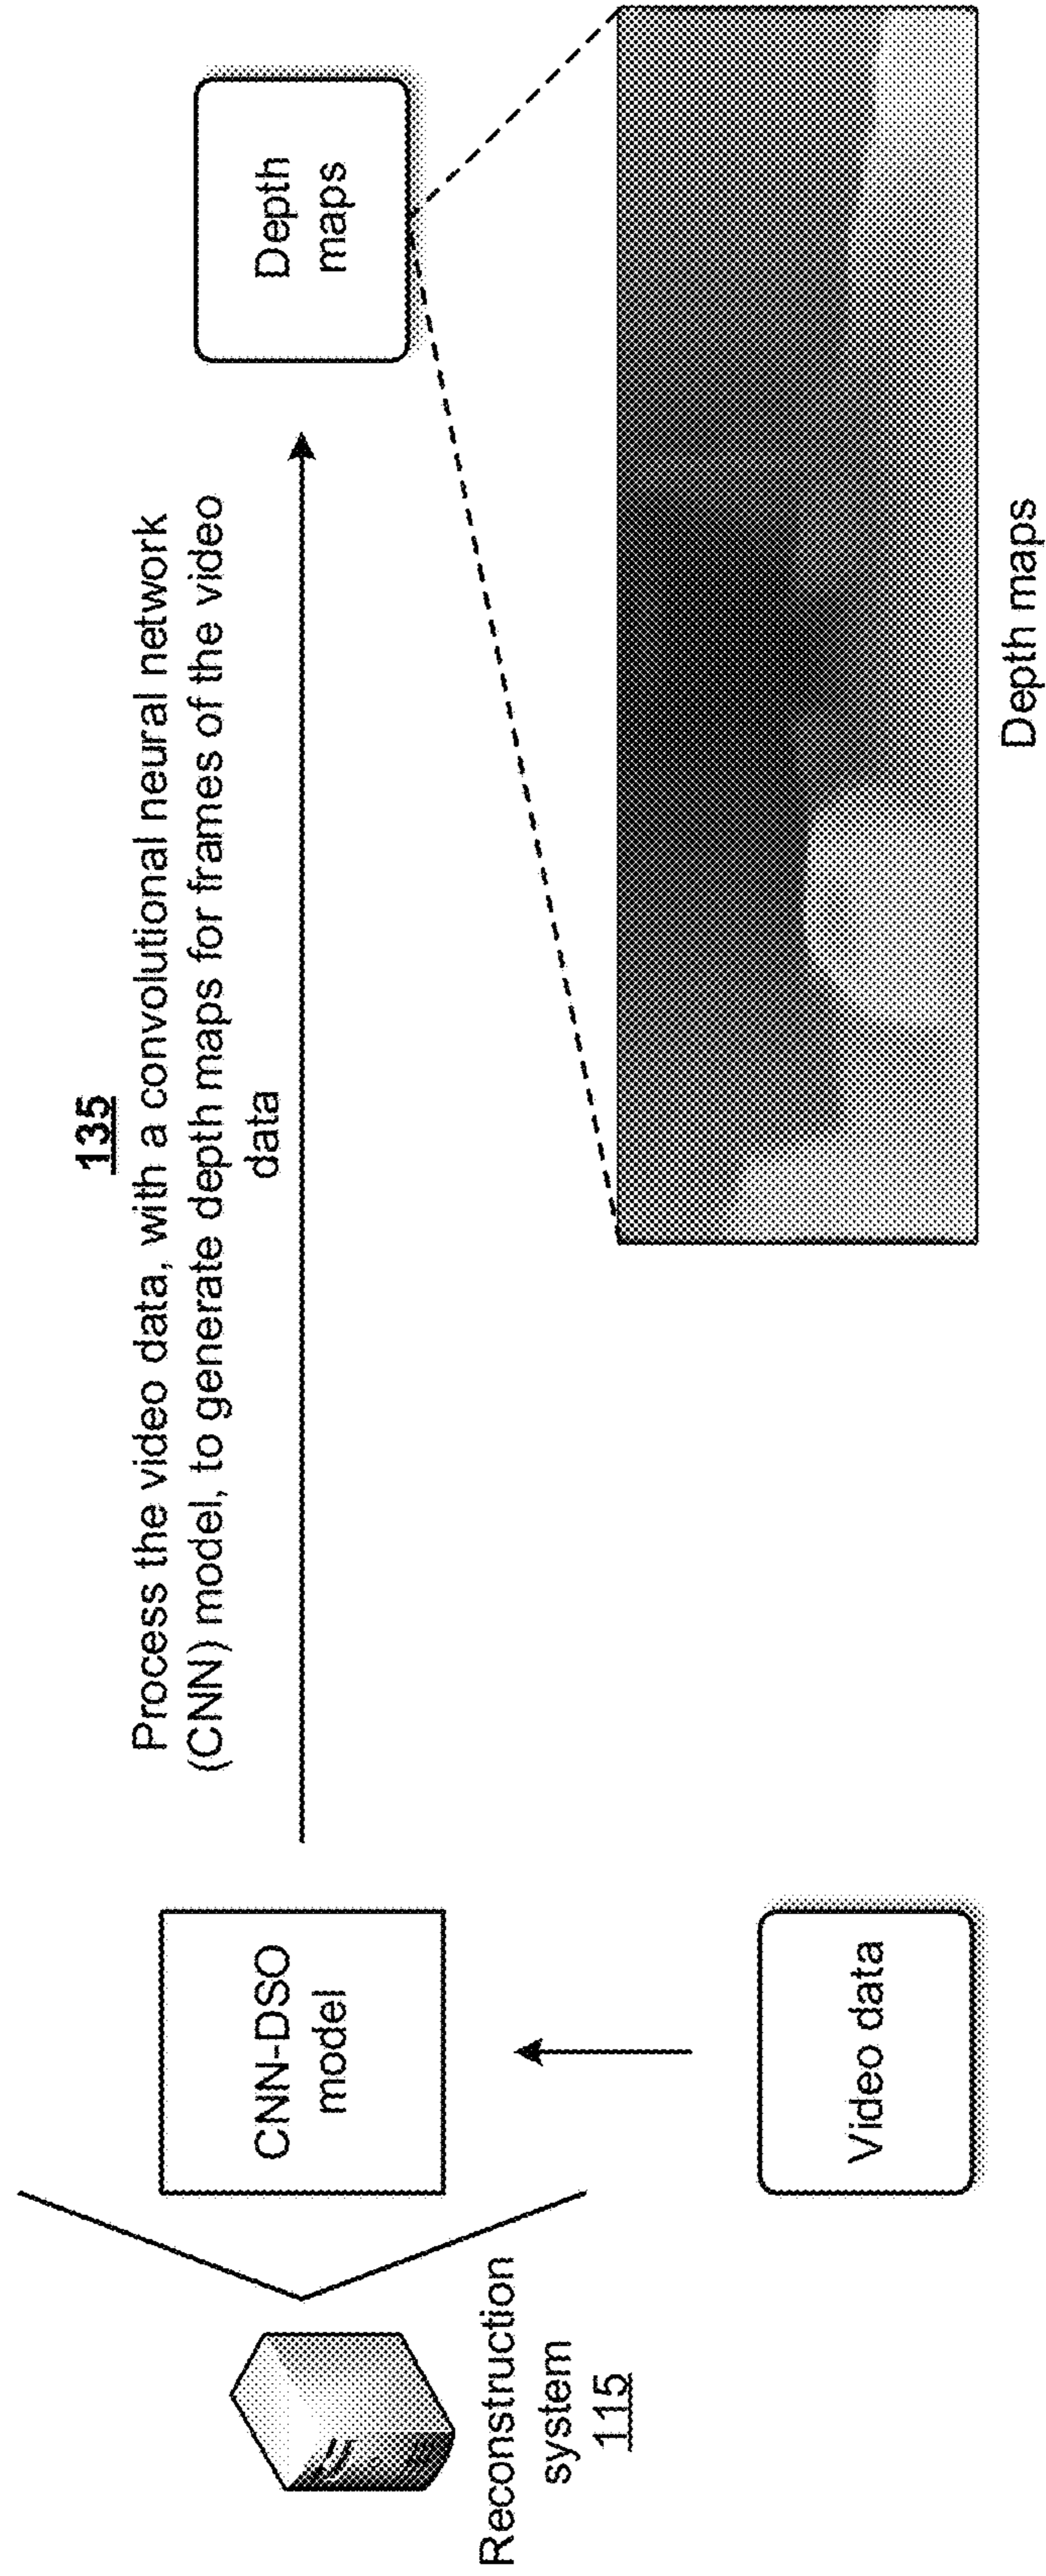 135
Process the video data, with a convolutional neural network
(CNN) model, to generate depth maps for frames of the video
data
Reconstruction
system
115
CNN-DSO
model
Depth
maps
Video data
Depth maps